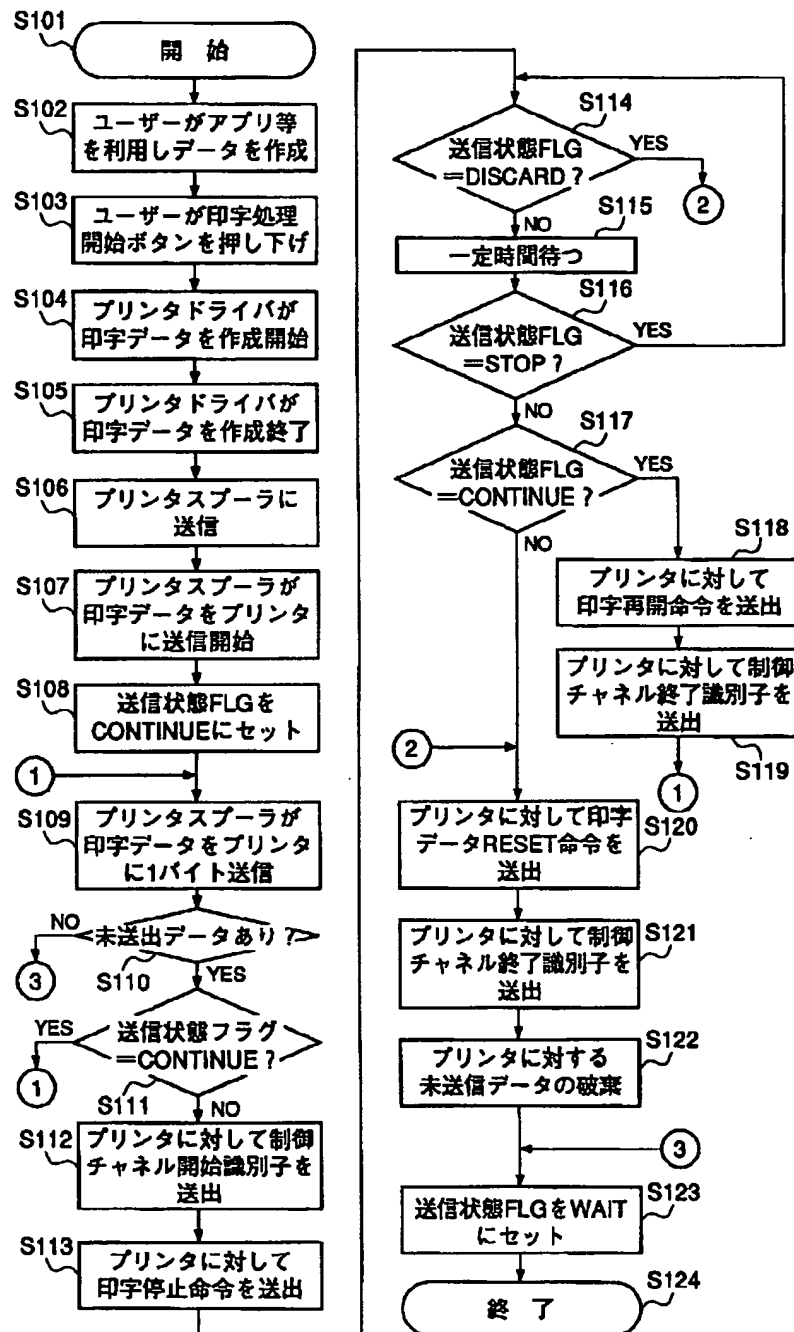 S101
開 始
S102
ユーザーがアプリ等
を利用しデータを作成
S103
ユーザーが印字処理
開始ボタンを押し下げ
S104
プリンタドライバが
印字データを作成開始
S105
プリンタドライバが
印字データを作成終了
S106
プリンタスプーラに
送信
S107
プリンタスプーラが
印字データをプリンタ
に送信開始
S108
送信状態FLGを
CONTINUEにセット
1
S109
プリンタスプーラが
印字データをプリンタ
に1バイト送信
NO
未送出データあり?
3
S110
YES
YES
送信状態フラグ
=CONTINUE?
1
S111
NO
S112
プリンタに対して制御
チャネル開始識別子を
送出
S113
プリンタに対して
印字停止命令を送出
S114
送信状態FLG
=DISCARD?
YES
2
NO
S115
一定時間待つ
S116
送信状態FLG
=STOP?
YES
NO
S117
送信状態FLG
=CONTINUE?
YES
NO
S118
プリンタに対して
印字再開命令を送出
プリンタに対して制御
チャネル終了識別子を
送出
S119
1
2
プリンタに対して印字
データRESET命令を
送出
S120
プリンタに対して制御
チャネル終了識別子を
送出
S121
プリンタに対する
未送信データの破棄
S122
3
送信状態FLGをWAIT
にセット
S123
終 了
S124